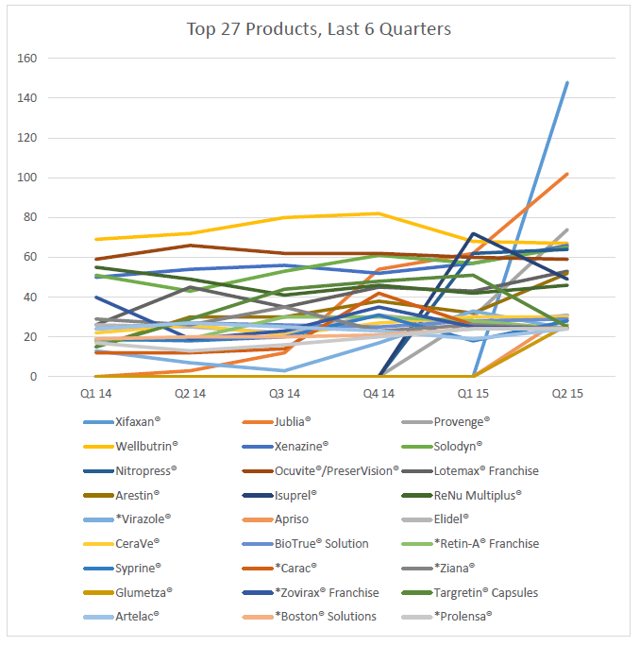 Top 27 Products, Last 6 Quarters
160
140
120
100
80
60
40
20
0
Q1 14 Q2 14 Q3 14 Q4 14 Q1 15 Q2 15
Xifaxan® Jublia® Provenge®
Wellbutrin® Xenazine® Solodyn®
Nitropress® Ocuvite®/PreserVision® Lotemax® Franchise
Arestin® Isuprel® ReNu Multiplus®
*Virazole® Apriso Elidel®
CeraVe® BioTrue® Solution *Retin-A® Franchise
Syprine® *Carac® *Ziana®
Glumetza® *Zovirax® Franchise Targretin® Capsules
Artelac® *Boston® Solutions *Prolensa®